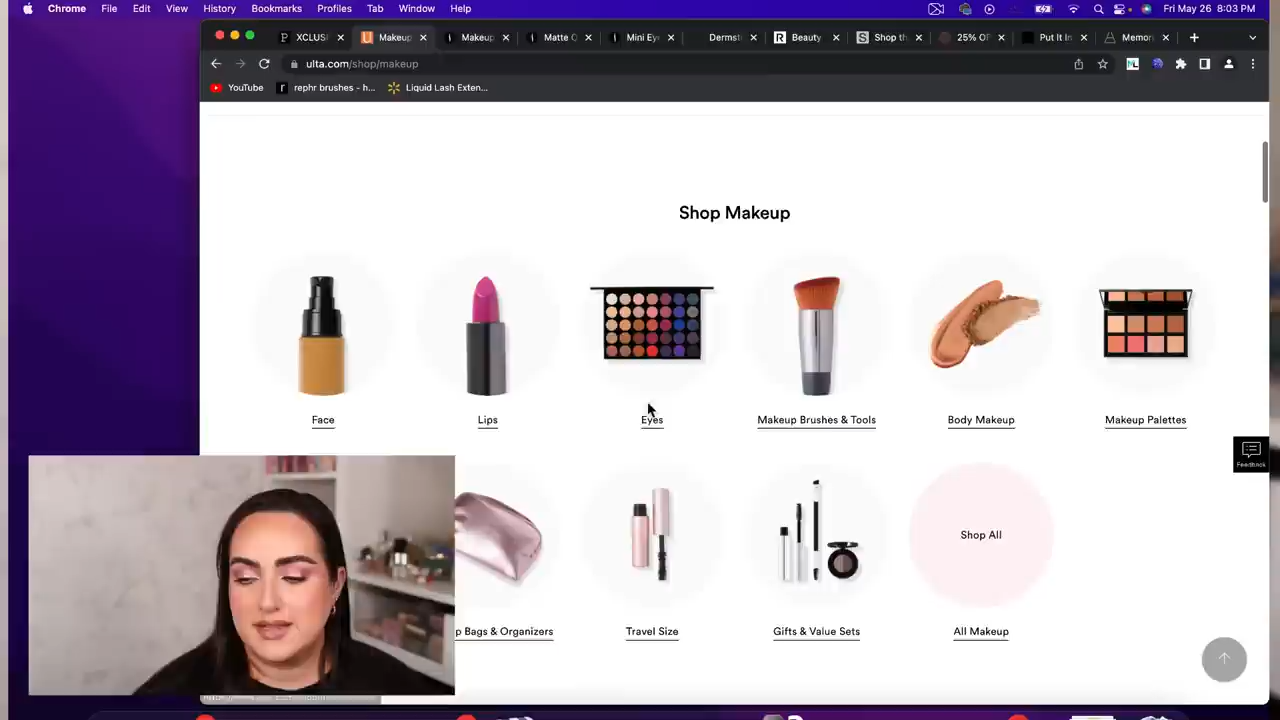 Chrome File Edit View History Bookmarks Profiles Tab Window Help Fri May 26 8:03 PM
XCLUS Makeup Makeup Matte Mini Eye Dermst Beauty Shop th 25% OF Put It In Memor
ulta.com/shop/makeup
YouTube rephr brushes - h... Liquid Lash Exten...
Shop Makeup
Face Lips Eyes Makeup Brushes & Tools Body Makeup Makeup Palettes
Feedback
Shop All
p Bags & Organizers Travel Size Gifts & Value Sets All Makeup